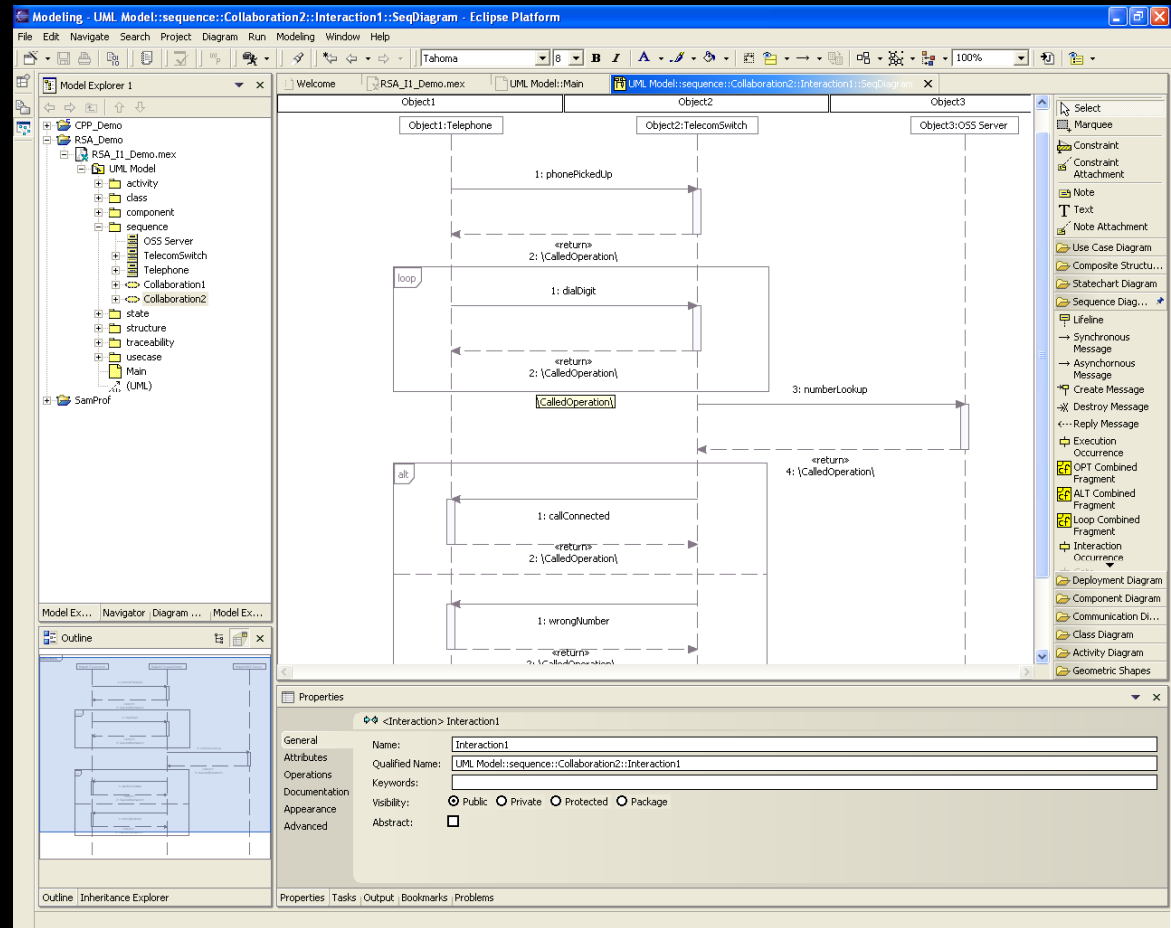 Modeling - UML Model::sequence::Collaboration2::Interaction1::SeqDiagram - Eclipse Platform
File Edit Navigate Search Project Diagram Run Modeling Window Help
Tahoma 8 B I A 100%
Model Explorer 1
CPP_Demo
RSA_Demo
RSA_I1_Demo.mex
UML Model
activity
class
component
sequence
OSS Server
TelecomSwitch
Telephone
Collaboration1
Collaboration2
state
structure
traceability
usecase
Main
(UML)
SamProf
Model Ex... Navigator Diagram ... Model Ex...
Outline
Outline Inheritance Explorer
Welcome RSA_I1_Demo.mex UML Model::Main UML Model::sequence::Collaboration2::Interaction1::SeqDiagram
Object1 Object2 Object3
Object1:Telephone Object2:TelecomSwitch Object3:OSS Server
1: phonePickedUp
«return»
2: \CalledOperation\
loop
1: dialDigit
«return»
2: \CalledOperation\
3: numberLookup
\CalledOperation\
«return»
4: \CalledOperation\
alt
1: callConnected
«return»
2: \CalledOperation\
1: wrongNumber
«return»
2: \CalledOperation\
Select
Marquee
Constraint
Constraint
Attachment
Note
Text
Note Attachment
Use Case Diagram
Composite Structu...
Statechart Diagram
Sequence Diag...
Lifeline
Synchronous
Message
Asynchornous
Message
Create Message
Destroy Message
Reply Message
Execution
Occurrence
OPT Combined
Fragment
ALT Combined
Fragment
Loop Combined
Fragment
Interaction
Occurrence
Deployment Diagram
Component Diagram
Communication Di...
Class Diagram
Activity Diagram
Geometric Shapes
Properties
<Interaction> Interaction1
General
Attributes
Operations
Documentation
Appearance
Advanced
Name: Interaction1
Qualified Name: UML Model::sequence::Collaboration2::Interaction1
Keywords:
Visibility: Public Private Protected Package
Abstract:
Properties Tasks Output Bookmarks Problems